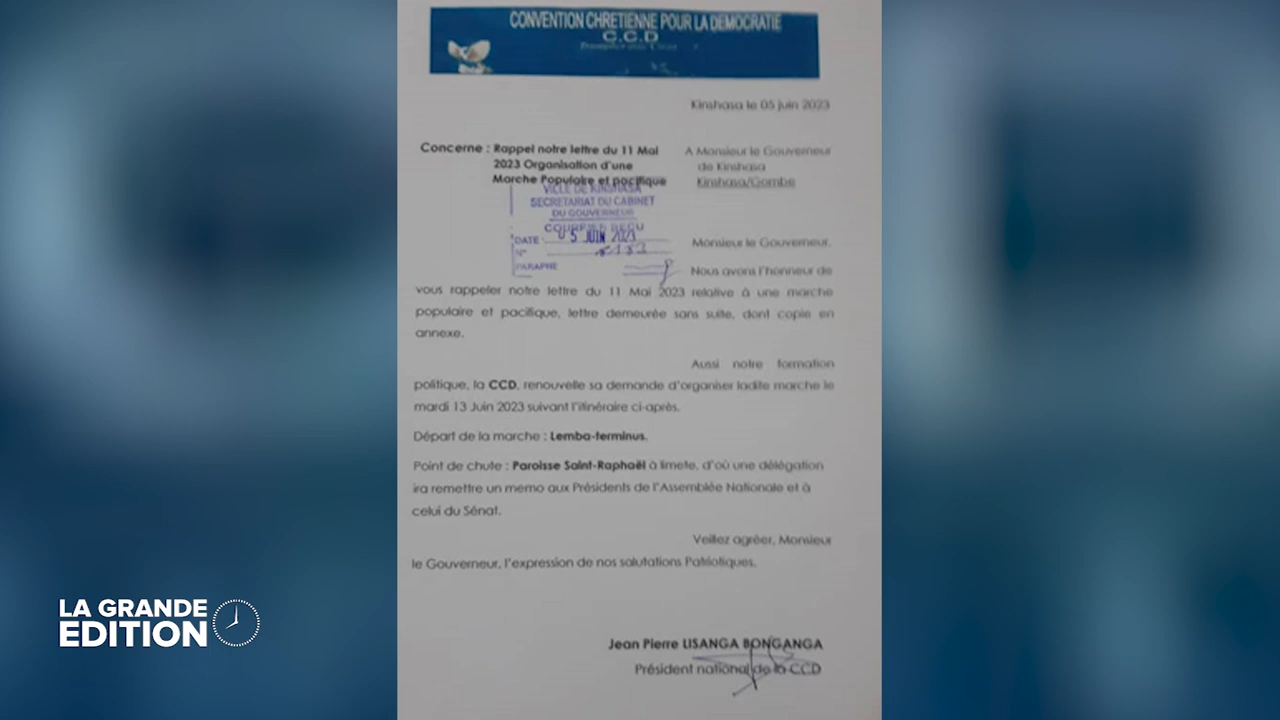 CONVENTION CHRETIENNE POUR LA DEMOCRATIE
C.C.D
Kinshasa le 05 juin 2023
Concerne : Rappel notre lettre du 11 Mai
2023 Organisation d'une
Marche Populaire et pacifique
A Monsieur le Gouverneur
de Kinshasa
Kinshasa/Gombe
VILLE DE KINSHASA
SECRETARIAT DU CABINET
DU GOUVERNEUR
COURRIER REÇU
DATE : 05 JUIN 2023
N°
PARAPHE
Monsieur le Gouverneur,
Nous avons l'honneur de
vous rappeler notre lettre du 11 Mai 2023 relative à une marche
populaire et pacifique, lettre demeurée sans suite, dont copie en
annexe.
Aussi notre formation
politique, la CCD, renouvelle sa demande d'organiser ladite marche le
mardi 13 Juin 2023 suivant l'itinéraire ci-après.
Départ de la marche : Lemba-terminus.
Point de chute : Paroisse Saint-Raphaël à limete, d'où une délégation
ira remettre un memo aux Présidents de l'Assemblée Nationale et à
celui du Sénat.
Veillez agréer, Monsieur
le Gouverneur, l'expression de nos salutations Patriotiques.
Jean Pierre LISANGA BONGANGA
Président national de la CCD
LA GRANDE
EDITION